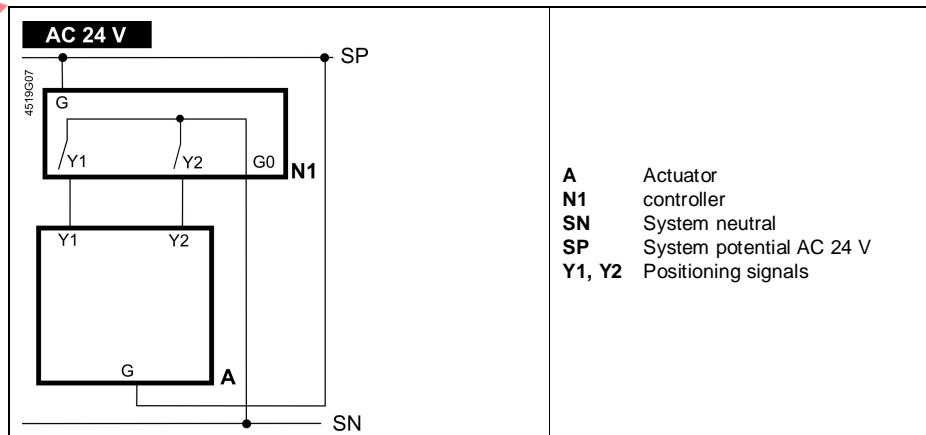 AC 24 V
SP
4519G07
G
Y1
Y2
G0
N1
Y1
Y2
G
A
SN
A Actuator
N1 controller
SN System neutral
SP System potential AC 24 V
Y1, Y2 Positioning signals